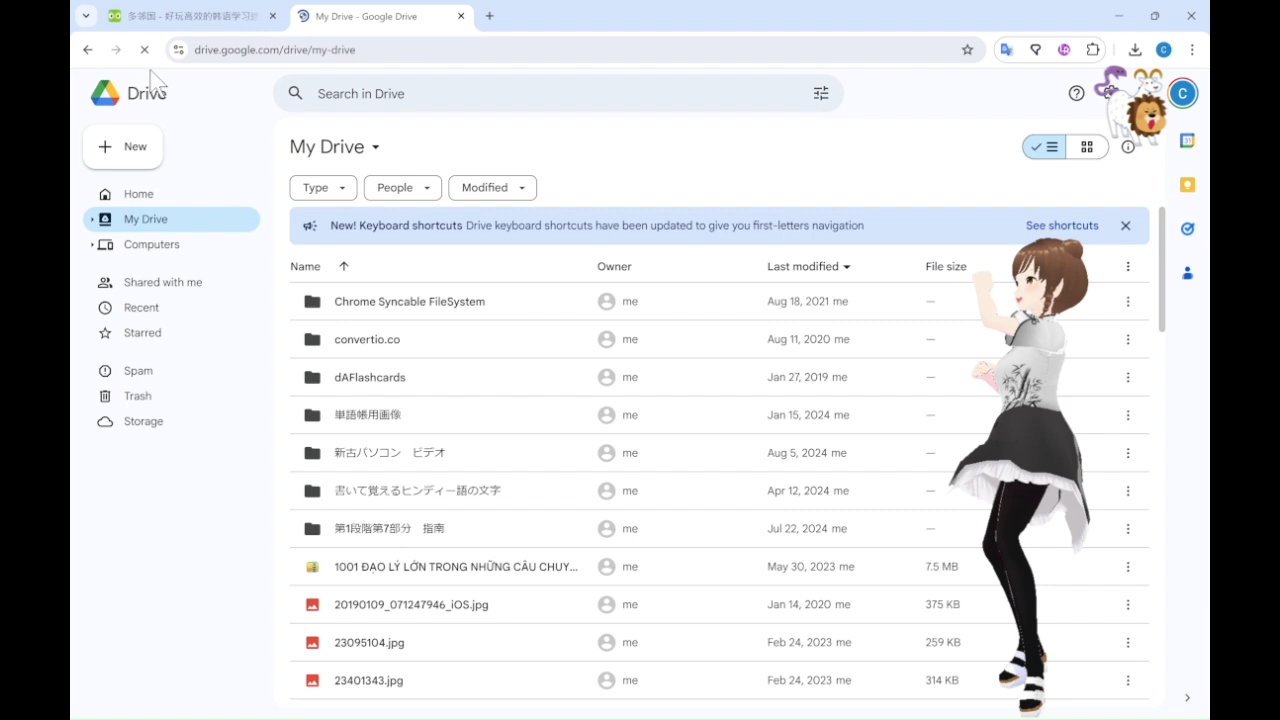 多邻国 - 好玩高效的韩语学习
My Drive - Google Drive
drive.google.com/drive/my-drive
C
Drive
Search in Drive
C
New
My Drive
Type
People
Modified
Home
My Drive
Computers
Shared with me
Recent
Starred
Spam
Trash
Storage
New! Keyboard shortcuts Drive keyboard shortcuts have been updated to give you first-letters navigation
See shortcuts
Name Owner Last modified File size
Chrome Syncable FileSystem me Aug 18, 2021 me —
convertio.co me Aug 11, 2020 me —
dAFlashcards me Jan 27, 2019 me —
単語帳用画像 me Jan 15, 2024 me —
新古パソコン ビデオ me Aug 5, 2024 me —
書いて覚えるヒンディー語の文字 me Apr 12, 2024 me —
第1段階第7部分 指南 me Jul 22, 2024 me —
1001 ĐẠO LÝ LỚN TRONG NHỮNG CÂU CHUY... me May 30, 2023 me 7.5 MB
20190109_071247946_iOS.jpg me Jan 14, 2020 me 375 KB
23095104.jpg me Feb 24, 2023 me 259 KB
23401343.jpg me Feb 24, 2023 me 314 KB